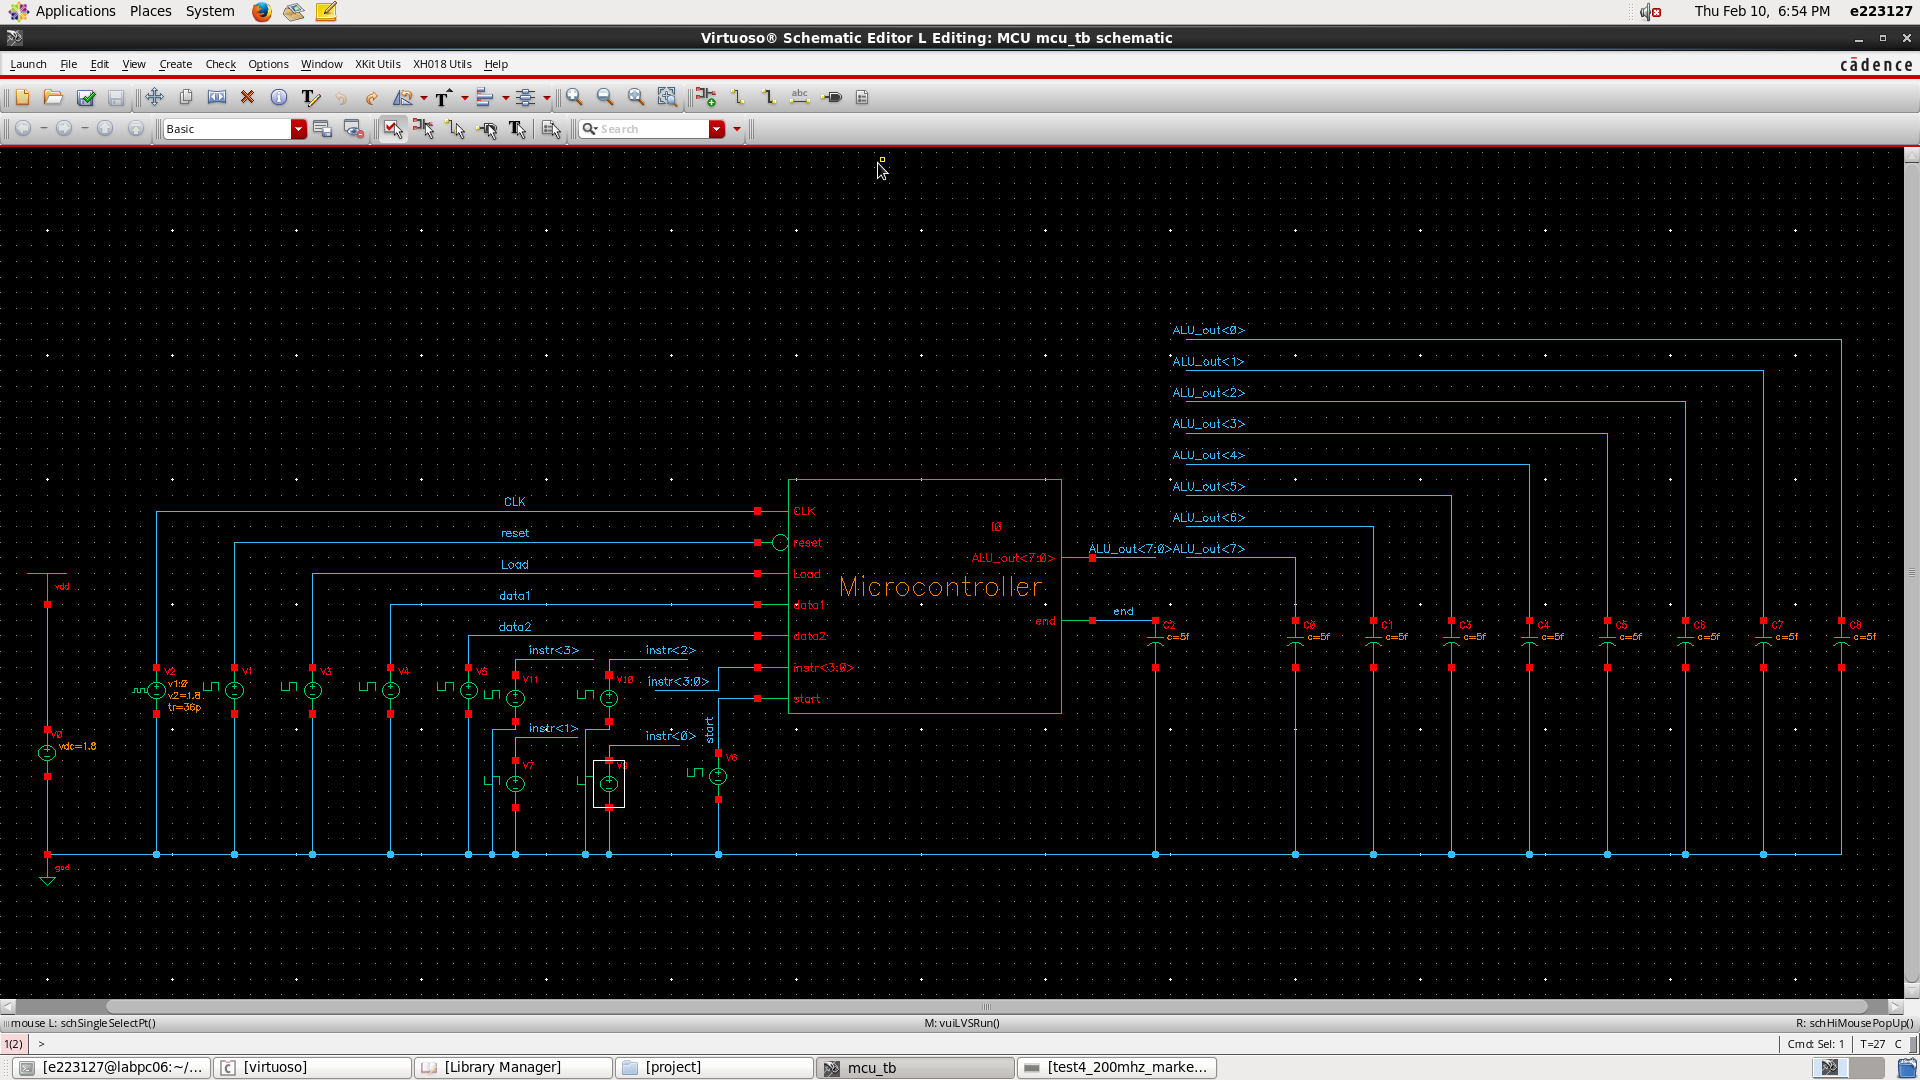 Applications Places System Thu Feb 10, 6:54 PM e223127
Virtuoso® Schematic Editor L Editing: MCU mcu_tb schematic
Launch File Edit View Create Check Options Window XKit Utils XH018 Utils Help cādence
abc
Basic Search
ALU_out<0>
ALU_out<1>
ALU_out<2>
ALU_out<3>
ALU_out<4>
ALU_out<5>
ALU_out<6>
ALU_out<7:0> ALU_out<7>
CLK
reset
Load
data1
data2
instr<3> instr<2>
instr<3:0>
instr<1>
instr<0>
start
CLK
reset
Load
data1
data2
instr<3:0>
start
I0
ALU_out<7:0>
Microcontroller
end
end
vdd
V0
vdc=1.8
gnd
V2
v1:0
v2=1.8
tr=36p
V1
V3
V4
V5
V11
V10
V7
V6
C2
c=5f
C0
c=5f
C1
c=5f
C3
c=5f
C4
c=5f
C5
c=5f
C6
c=5f
C7
c=5f
C8
c=5f
mouse L: schSingleSelectPt() M: vuiLVSRun() R: schHiMousePopUp()
1(2) > Cmd: Sel: 1 T=27 C
[e223127@labpc06:~/... [virtuoso] [Library Manager] [project] mcu_tb [test4_200mhz_marke...